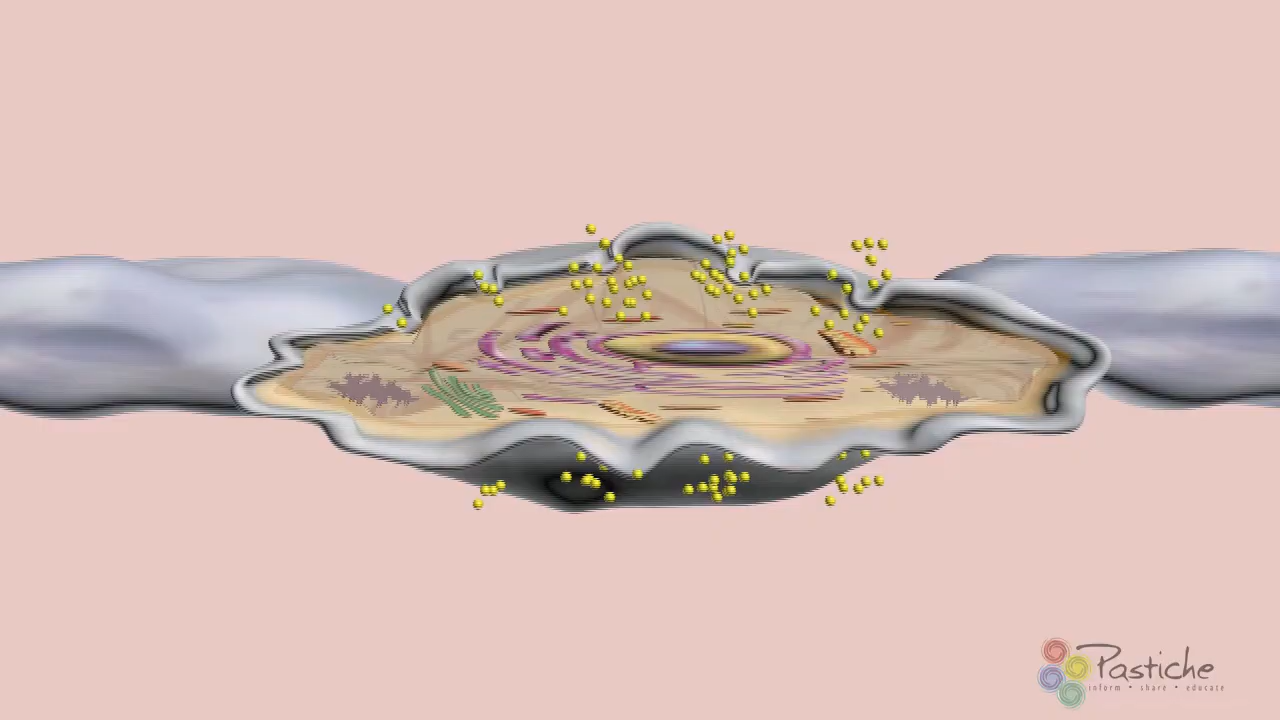 Pastiche
inform • share • educate